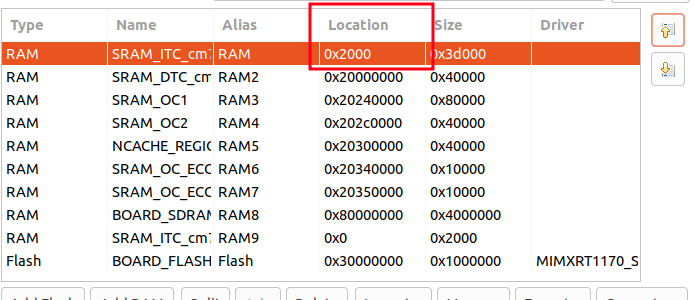 Type Name Alias Location Size Driver
RAM SRAM_ITC_cm7 RAM 0x2000 0x3d000
RAM SRAM_DTC_cm RAM2 0x20000000 0x40000
RAM SRAM_OC1 RAM3 0x20240000 0x80000
RAM SRAM_OC2 RAM4 0x202c0000 0x40000
RAM NCACHE_REGIO RAM5 0x20300000 0x40000
RAM SRAM_OC_ECC RAM6 0x20340000 0x10000
RAM SRAM_OC_ECC RAM7 0x20350000 0x10000
RAM BOARD_SDRAM RAM8 0x80000000 0x4000000
RAM SRAM_ITC_cm7 RAM9 0x0 0x2000
Flash BOARD_FLASH Flash 0x30000000 0x1000000 MIMXRT1170_S